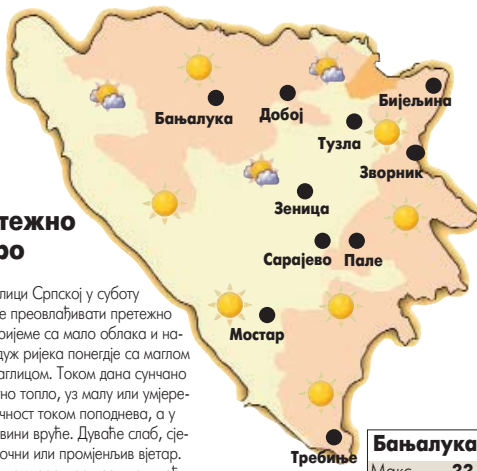 Бањалука
Добој
Бијељина
Тузла
Зворник
Зеница
Сарајево
Пале
Мостар
Требиње
тежно
ро
лици Српској у суботу
е преовлађивати претежно
ријеме са мало облака и на-
дуж ријека понегдје са маглом
аглицом. Током дана сунчано
но топло, уз малу или умјере-
чност током поподнева, а у
вини вруће. Дуваће слаб, сје-
очни или промјенљив вјетар.
Бањалука